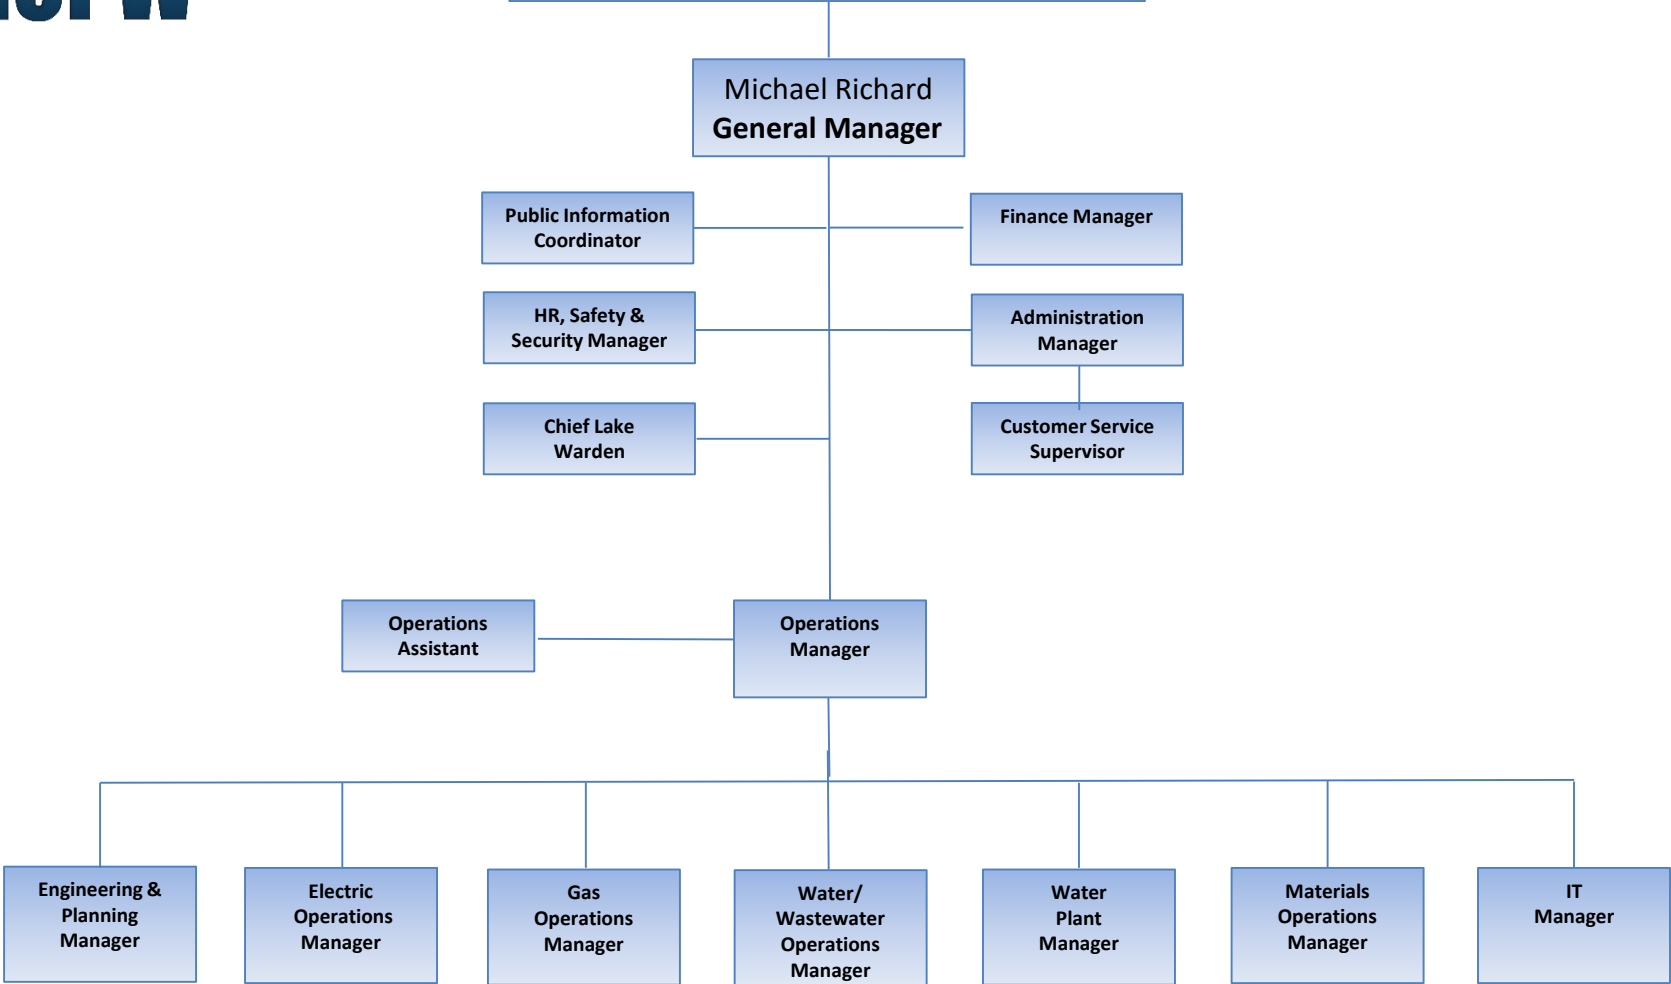 Michael Richard
General Manager
Public Information
Coordinator
Finance Manager
HR, Safety &
Security Manager
Administration
Manager
Chief Lake
Warden
Customer Service
Supervisor
Operations
Assistant
Operations
Manager
Engineering &
Planning
Manager
Electric
Operations
Manager
Gas
Operations
Manager
Water/
Wastewater
Operations
Manager
Water
Plant
Manager
Materials
Operations
Manager
IT
Manager